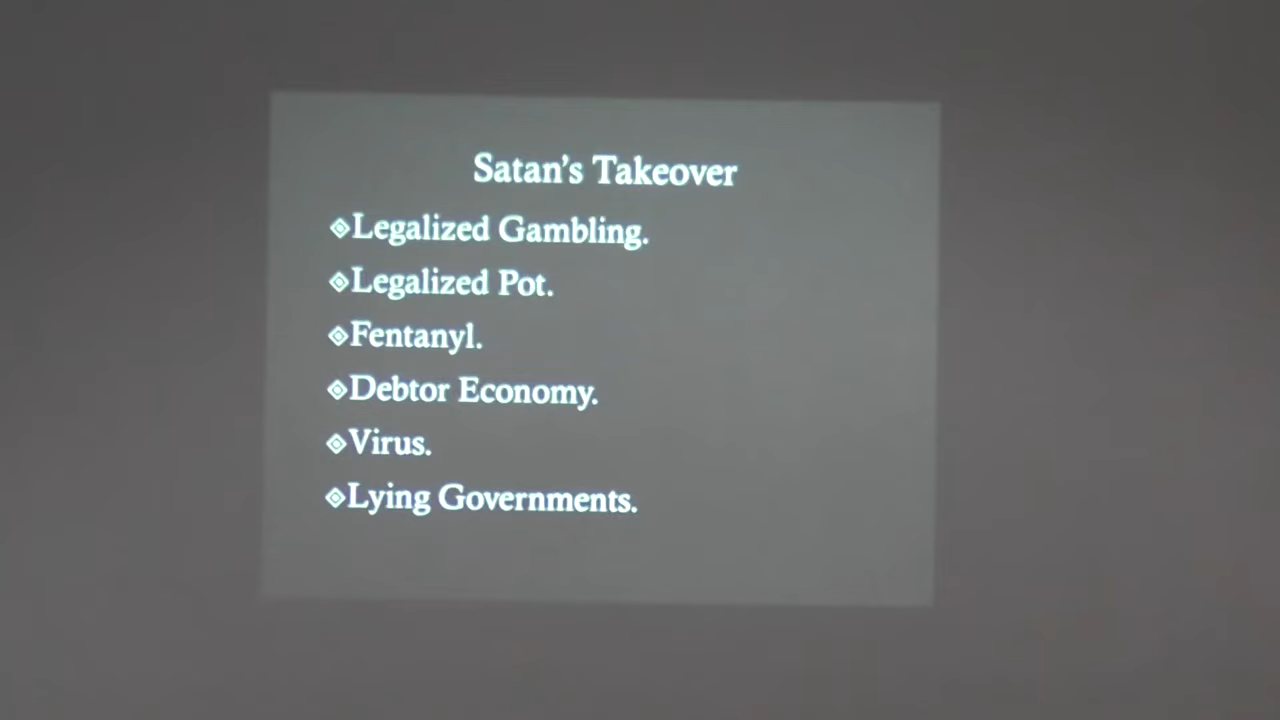 Satan's Takeover
Legalized Gambling.
Legalized Pot.
Fentanyl.
Debtor Economy.
Virus.
Lying Governments.